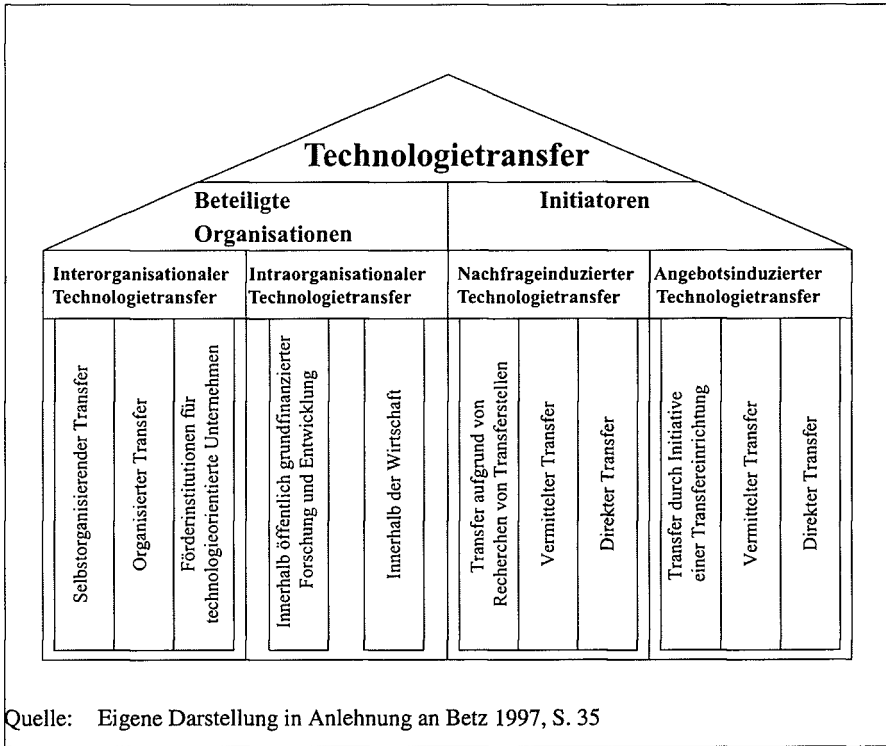 Technologietransfer
Beteiligte
Organisationen
Initiatoren
Interorganisationaler
Technologietransfer
Intraorganisationaler
Technologietransfer
Nachfrageinduzierter
Technologietransfer
Angebotsinduzierter
Technologietransfer
Selbstorganisierender Transfer
Organisierter Transfer
Förderinstitutionen für
technologieorientierte Unternehmen
Innerhalb öffentlich grundfinanzierter
Forschung und Entwicklung
Innerhalb der Wirtschaft
Transfer aufgrund von
Recherchen von Transferstellen
Vermittelter Transfer
Direkter Transfer
Transfer durch Initiative
einer Transfereinrichtung
Vermittelter Transfer
Direkter Transfer
Quelle: Eigene Darstellung in Anlehnung an Betz 1997, S. 35